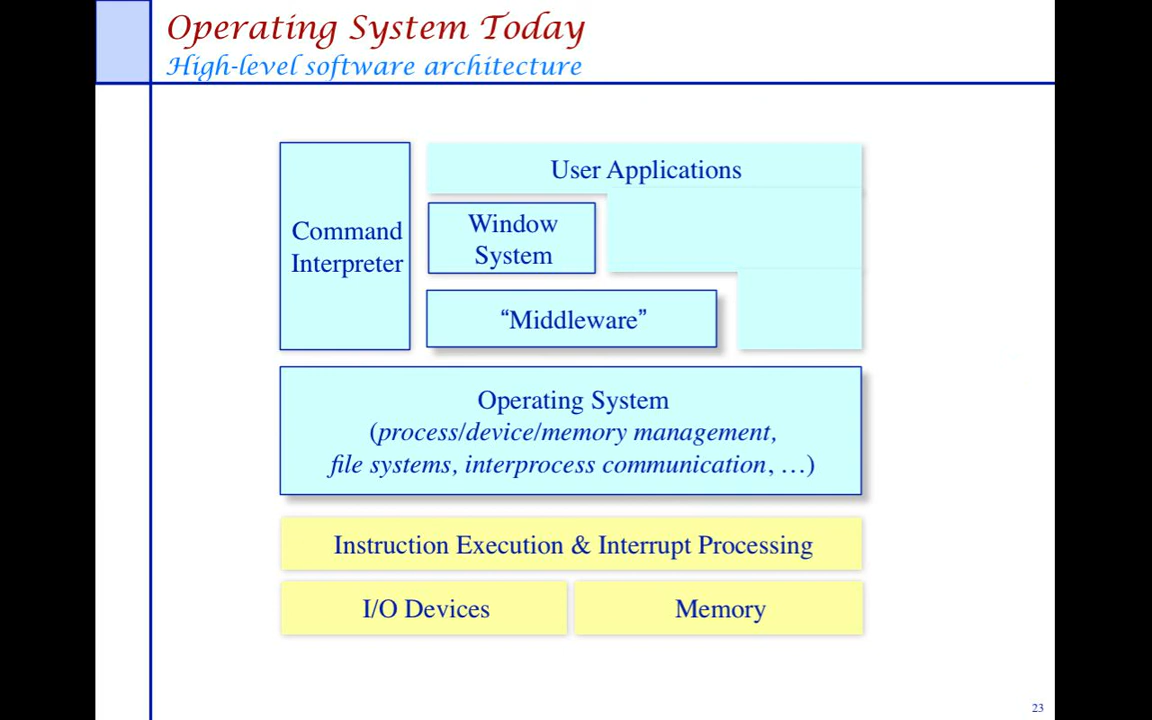 Operating System Today
High-level software architecture
User Applications
Command
Interpreter
Window
System
“Middleware”
Operating System
(process/device/memory management,
file systems, interprocess communication, …)
Instruction Execution & Interrupt Processing
I/O Devices
Memory
23